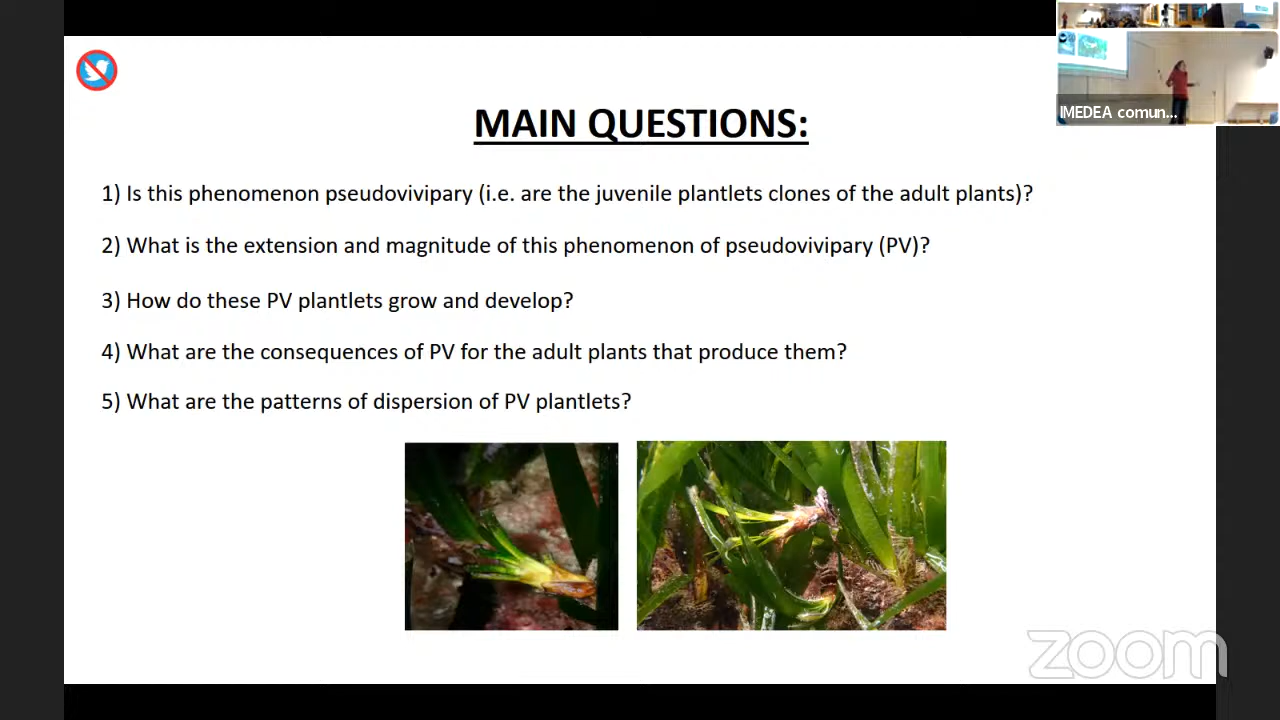 IMEDEA comun...
MAIN QUESTIONS:
1) Is this phenomenon pseudovivipary (i.e. are the juvenile plantlets clones of the adult plants)?
2) What is the extension and magnitude of this phenomenon of pseudovivipary (PV)?
3) How do these PV plantlets grow and develop?
4) What are the consequences of PV for the adult plants that produce them?
5) What are the patterns of dispersion of PV plantlets?
zoom